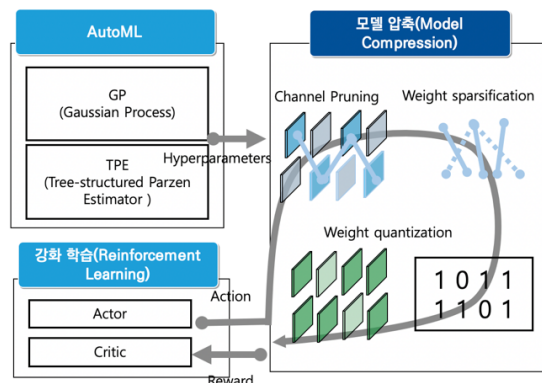 AutoML
GP
(Gaussian Process)
TPE
(Tree-structured Parzen
Estimator )
Hyperparameters
모델 압축(Model
Compression)
Channel Pruning
Weight sparsification
Weight quantization
1 0 1 1
1 1 0 1
강화 학습(Reinforcement
Learning)
Actor
Critic
Action
Reward